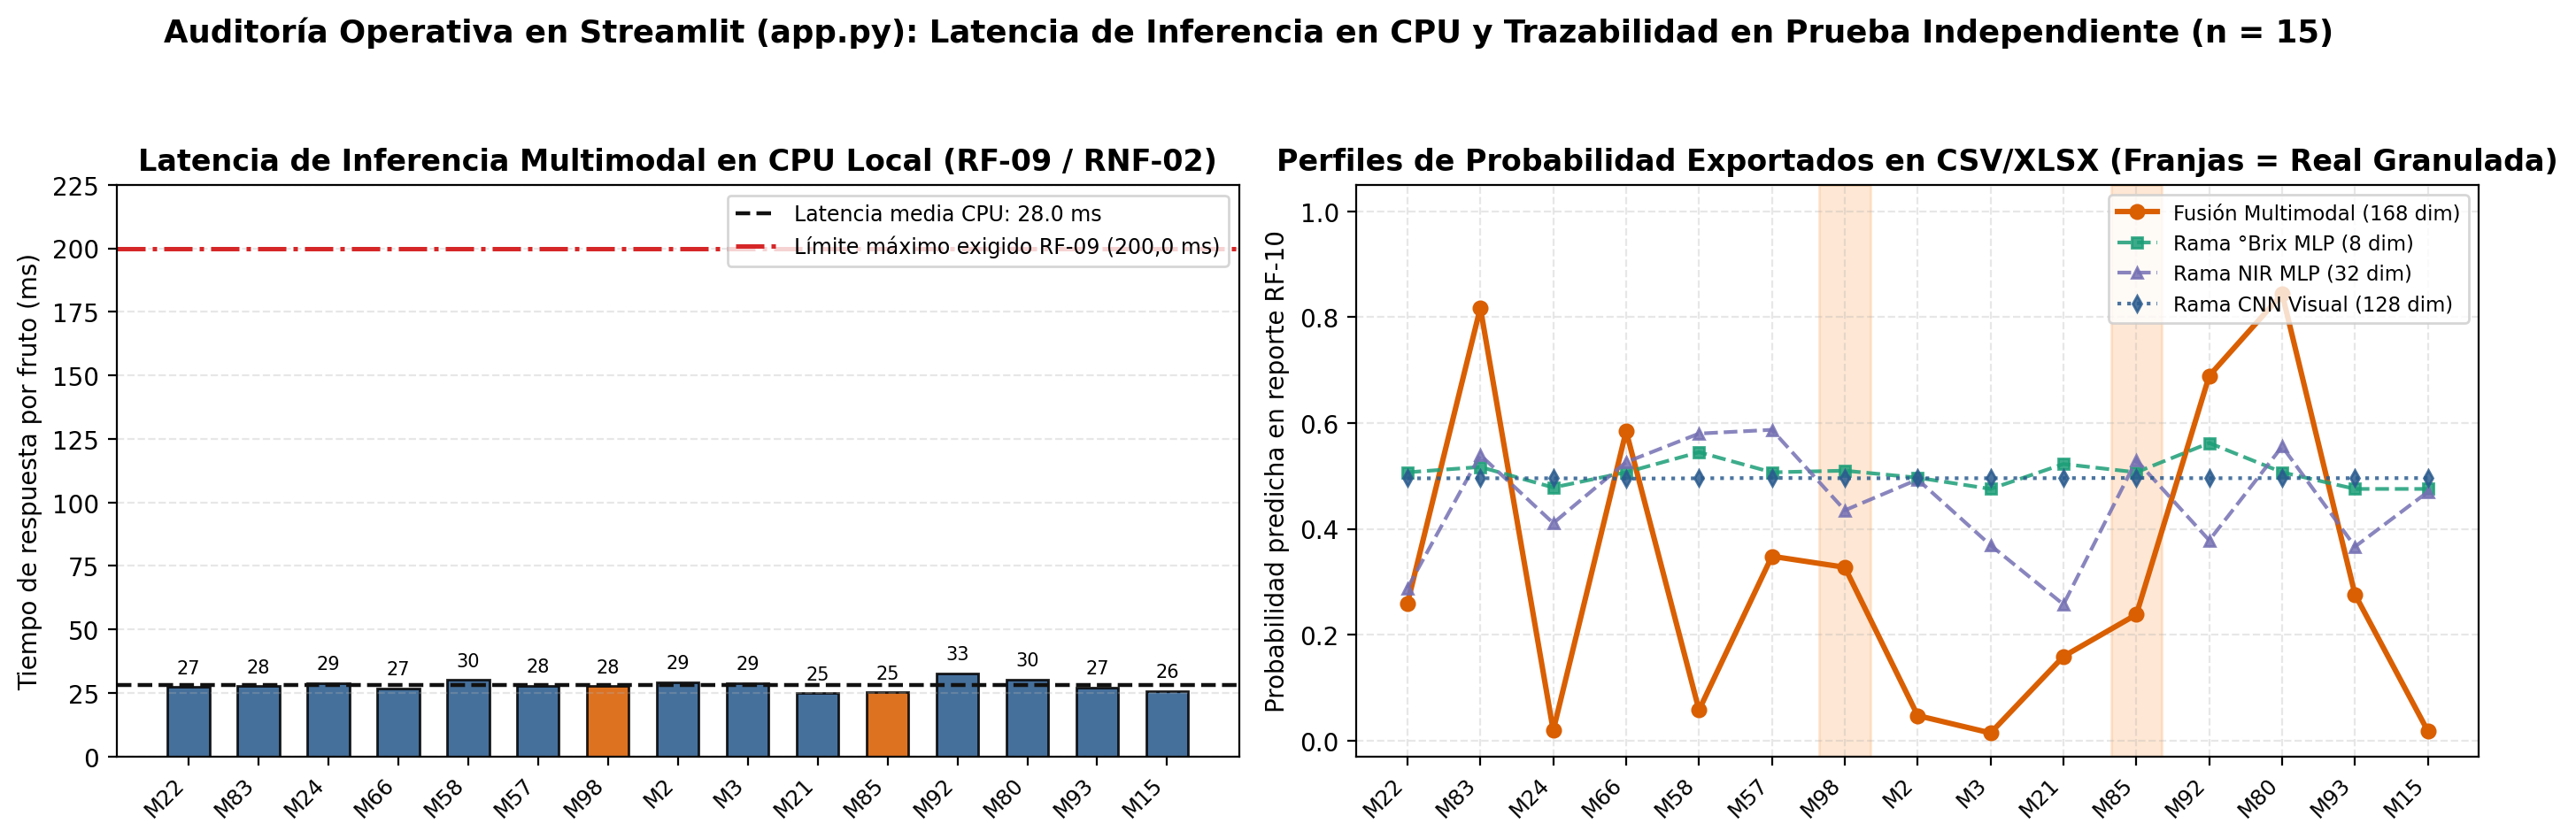 Auditoría Operativa en Streamlit (app.py): Latencia de Inferencia en CPU y Trazabilidad en Prueba Independiente (n = 15)
Latencia de Inferencia Multimodal en CPU Local (RF-09 / RNF-02)
Tiempo de respuesta por fruto (ms)
225
200
175
150
125
100
75
50
25
0
Latencia media CPU: 28.0 ms
Límite máximo exigido RF-09 (200,0 ms)
27 28 29 27 30 28 28 29 29 25 25 33 30 27 26
M22 M83 M24 M66 M58 M57 M98 M2 M3 M21 M85 M92 M80 M93 M15
Perfiles de Probabilidad Exportados en CSV/XLSX (Franjas = Real Granulada)
Probabilidad predicha en reporte RF-10
1.0
0.8
0.6
0.4
0.2
0.0
Fusión Multimodal (168 dim)
Rama °Brix MLP (8 dim)
Rama NIR MLP (32 dim)
Rama CNN Visual (128 dim)
M22 M83 M24 M66 M58 M57 M98 M2 M3 M21 M85 M92 M80 M93 M15